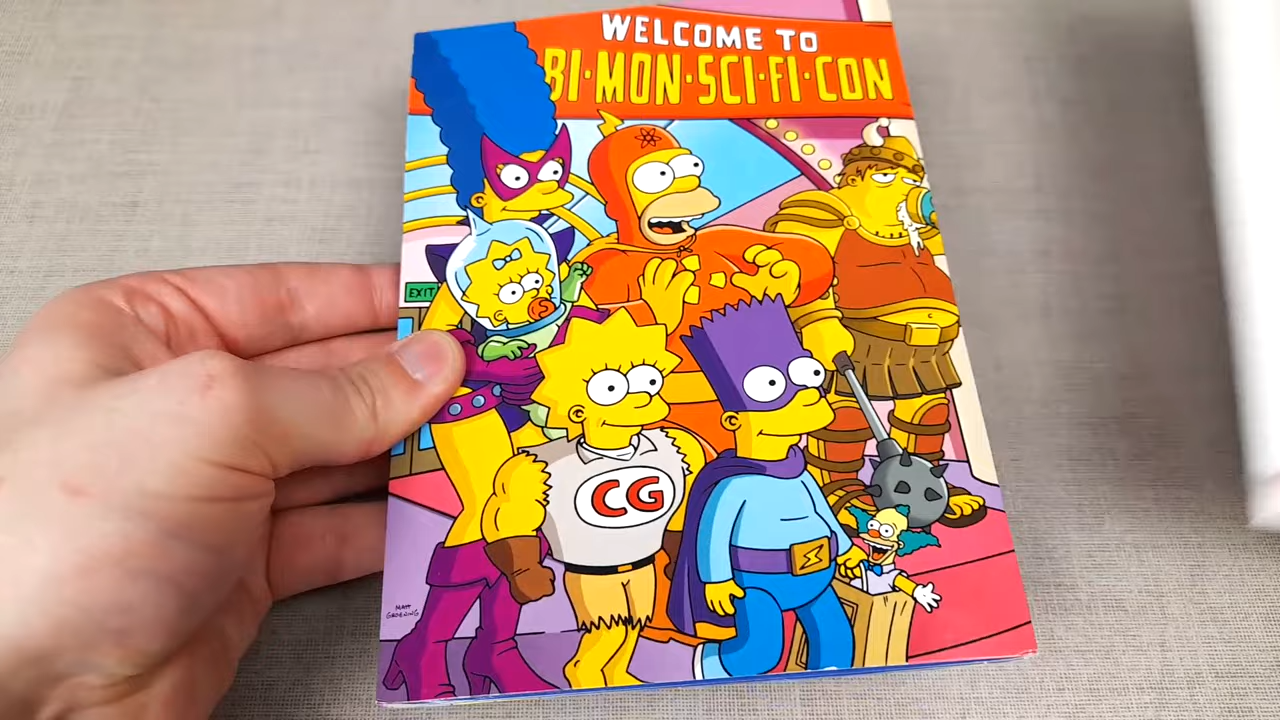 WELCOME TO
BI·MON·SCI·FI·CON
EXIT
CG
MATT
GROENING